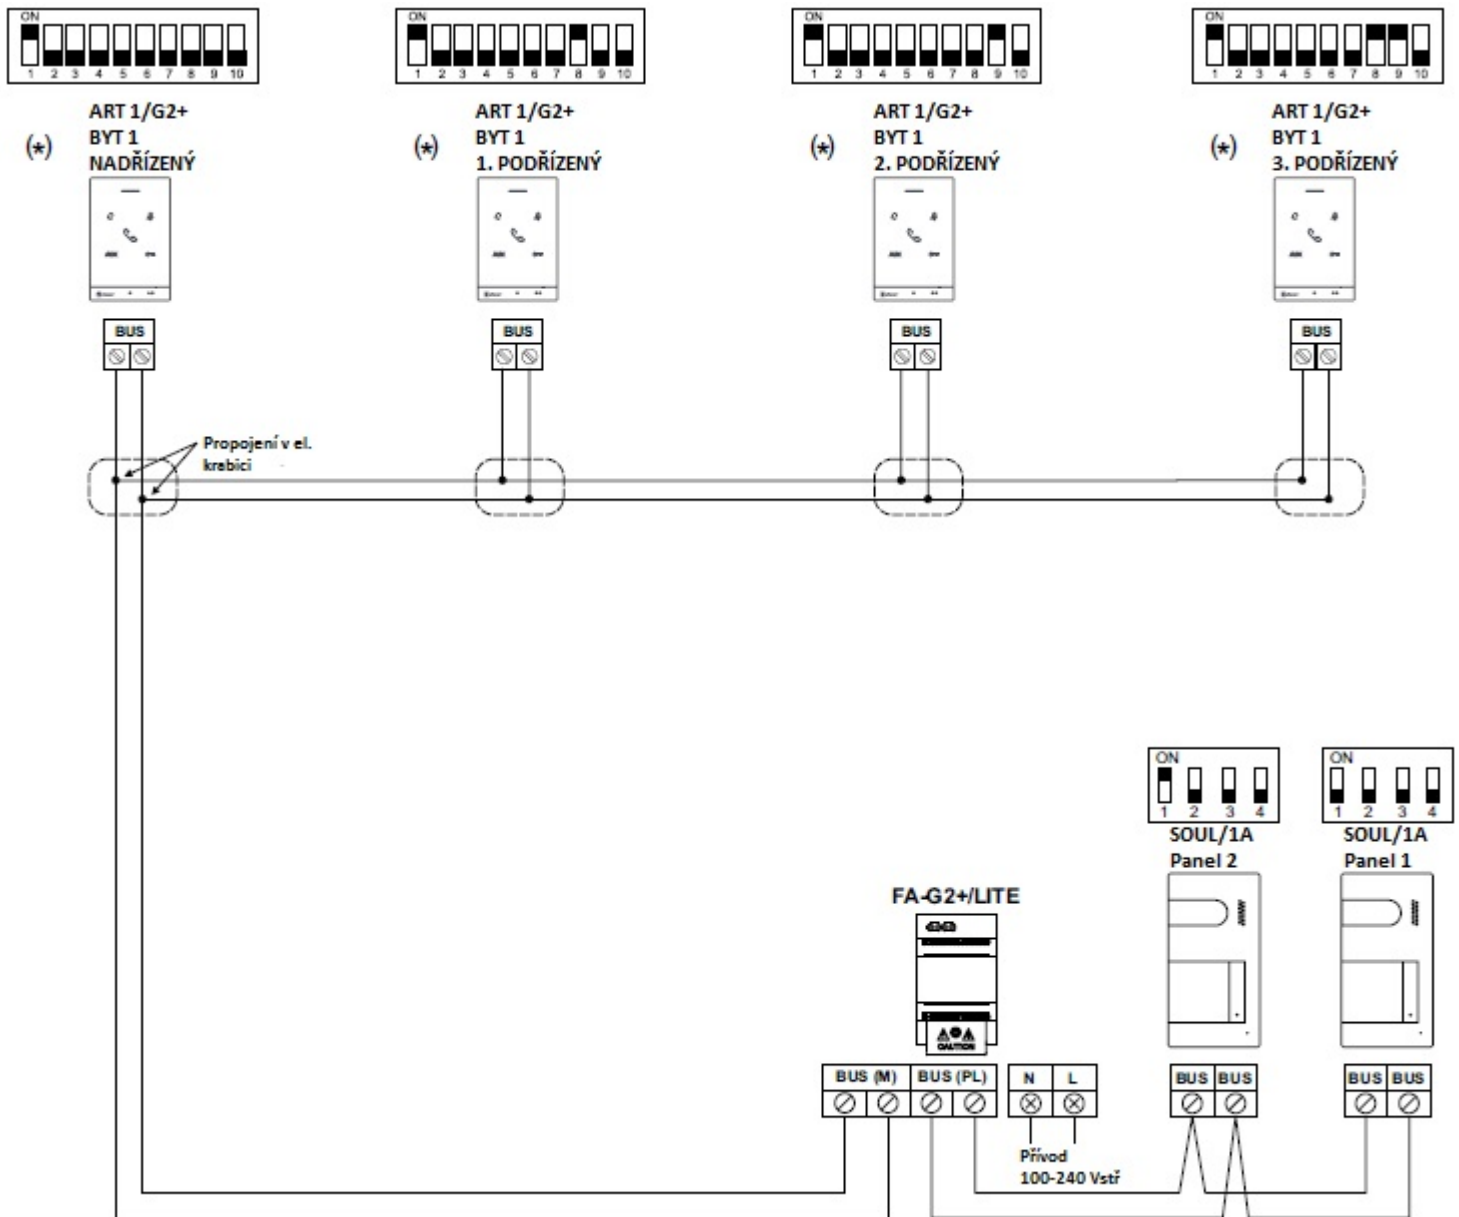 ON
1 2 3 4 5 6 7 8 9 10
ON
1 2 3 4 5 6 7 8 9 10
ON
1 2 3 4 5 6 7 8 9 10
ON
1 2 3 4 5 6 7 8 9 10
(*)
ART 1/G2+
BYT 1
NADŘÍZENÝ
(*)
ART 1/G2+
BYT 1
1. PODŘÍZENÝ
(*)
ART 1/G2+
BYT 1
2. PODŘÍZENÝ
(*)
ART 1/G2+
BYT 1
3. PODŘÍZENÝ
BUS
BUS
BUS
BUS
Propojení v el.
krabici
ON
1 2 3 4
SOUL/1A
Panel 2
ON
1 2 3 4
SOUL/1A
Panel 1
FA-G2+/LITE
CAUTION
BUS (M) BUS (PL) N L
BUS BUS
BUS BUS
Přívod
100-240 Vstř